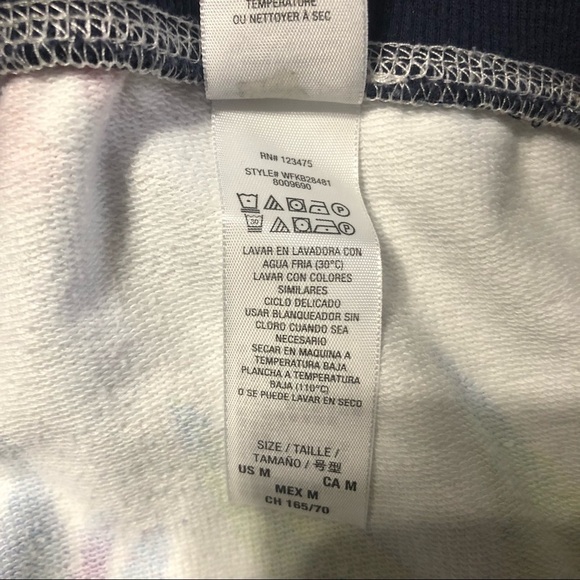 TEMPERATURE
OU NETTOYER À SEC
RN# 123475
STYLE# WFKB28481
8009690
30
LAVAR EN LAVADORA CON
AGUA FRIA (30°C)
LAVAR CON COLORES
SIMILARES
CICLO DELICADO
USAR BLANQUEADOR SIN
CLORO CUANDO SEA
NECESARIO
SECAR EN MAQUINA A
TEMPERATURA BAJA
PLANCHA A TEMPERATURA
BAJA (110°C)
O SE PUEDE LAVAR EN SECO
SIZE / TAILLE /
TAMAÑO / 号型
US M CA M
MEX M
CH 165/70